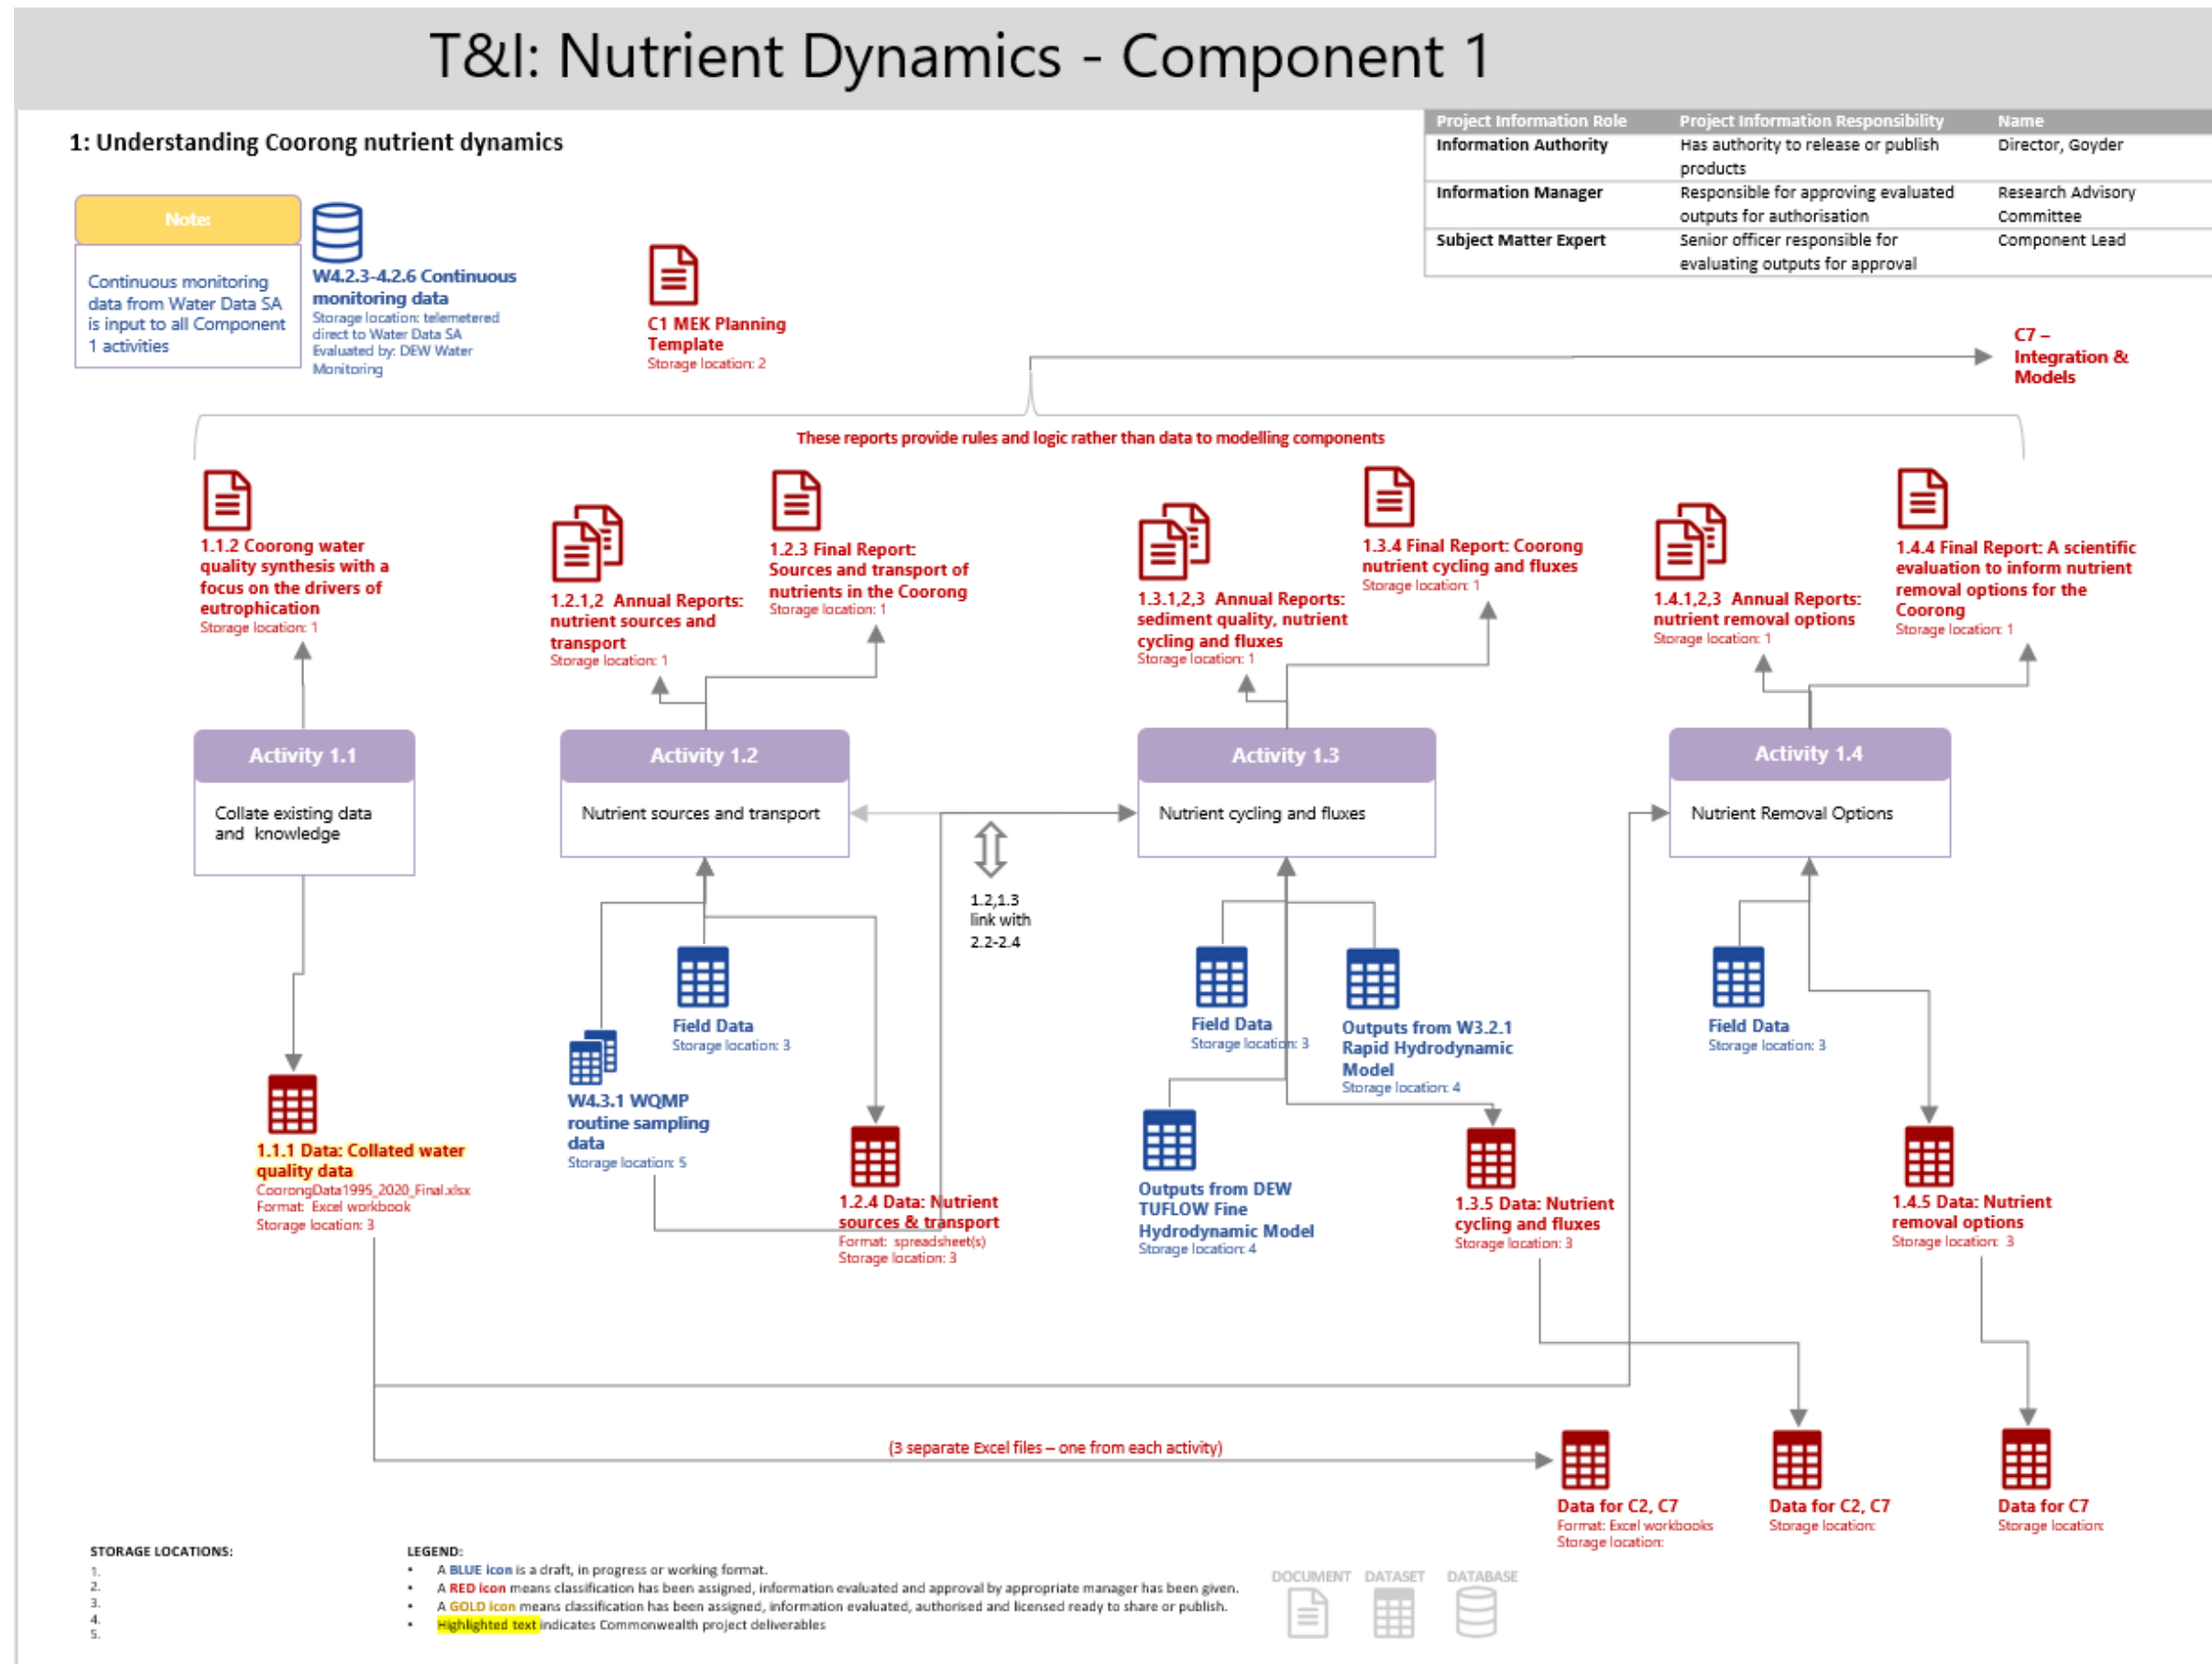 T&I: Nutrient Dynamics - Component 1
1: Understanding Coorong nutrient dynamics
Project Information Role Project Information Responsibility Name
Information Authority Has authority to release or publish Director, Goyder
products
Information Manager Responsible for approving evaluated Research Advisory
outputs for authorisation Committee
Subject Matter Expert Senior officer responsible for Component Lead
evaluating outputs for approval
Note:
Continuous monitoring
data from Water Data SA
is input to all Component
1 activities
W4.2.3-4.2.6 Continuous
monitoring data
Storage location: telemetered
direct to Water Data SA
Evaluated by: DEW Water
Monitoring
C1 MEK Planning
Template
Storage location: 2
C7 –
Integration &
Models
These reports provide rules and logic rather than data to modelling components
1.1.2 Coorong water
quality synthesis with a
focus on the drivers of
eutrophication
Storage location: 1
1.2.1,2 Annual Reports:
nutrient sources and
transport
Storage location: 1
1.2.3 Final Report:
Sources and transport of
nutrients in the Coorong
Storage location: 1
1.3.1,2,3 Annual Reports:
sediment quality, nutrient
cycling and fluxes
Storage location: 1
1.3.4 Final Report: Coorong
nutrient cycling and fluxes
Storage location: 1
1.4.1,2,3 Annual Reports:
nutrient removal options
Storage location: 1
1.4.4 Final Report: A scientific
evaluation to inform nutrient
removal options for the
Coorong
Storage location: 1
Activity 1.1
Collate existing data
and knowledge
Activity 1.2
Nutrient sources and transport
Activity 1.3
Nutrient cycling and fluxes
Activity 1.4
Nutrient Removal Options
1.2,1.3
link with
2.2-2.4
Field Data
Storage location: 3
W4.3.1 WQMP
routine sampling
data
Storage location: 5
Field Data
Storage location: 3
Outputs from W3.2.1
Rapid Hydrodynamic
Model
Storage location: 4
Field Data
Storage location: 3
1.1.1 Data: Collated water
quality data
CoorongData1995_2020_Final.xlsx
Format: Excel workbook
Storage location: 3
1.2.4 Data: Nutrient
sources & transport
Format: spreadsheet(s)
Storage location: 3
Outputs from DEW
TUFLOW Fine
Hydrodynamic Model
Storage location: 4
1.3.5 Data: Nutrient
cycling and fluxes
Storage location: 3
1.4.5 Data: Nutrient
removal options
Storage location: 3
(3 separate Excel files – one from each activity)
Data for C2, C7
Format: Excel workbooks
Storage location:
Data for C2, C7
Storage location:
Data for C7
Storage location:
STORAGE LOCATIONS:
1.
2.
3.
4.
5.
LEGEND:
• A BLUE icon is a draft, in progress or working format.
• A RED icon means classification has been assigned, information evaluated and approval by appropriate manager has been given.
• A GOLD icon means classification has been assigned, information evaluated, authorised and licensed ready to share or publish.
• Highlighted text indicates Commonwealth project deliverables
DOCUMENT DATASET DATABASE